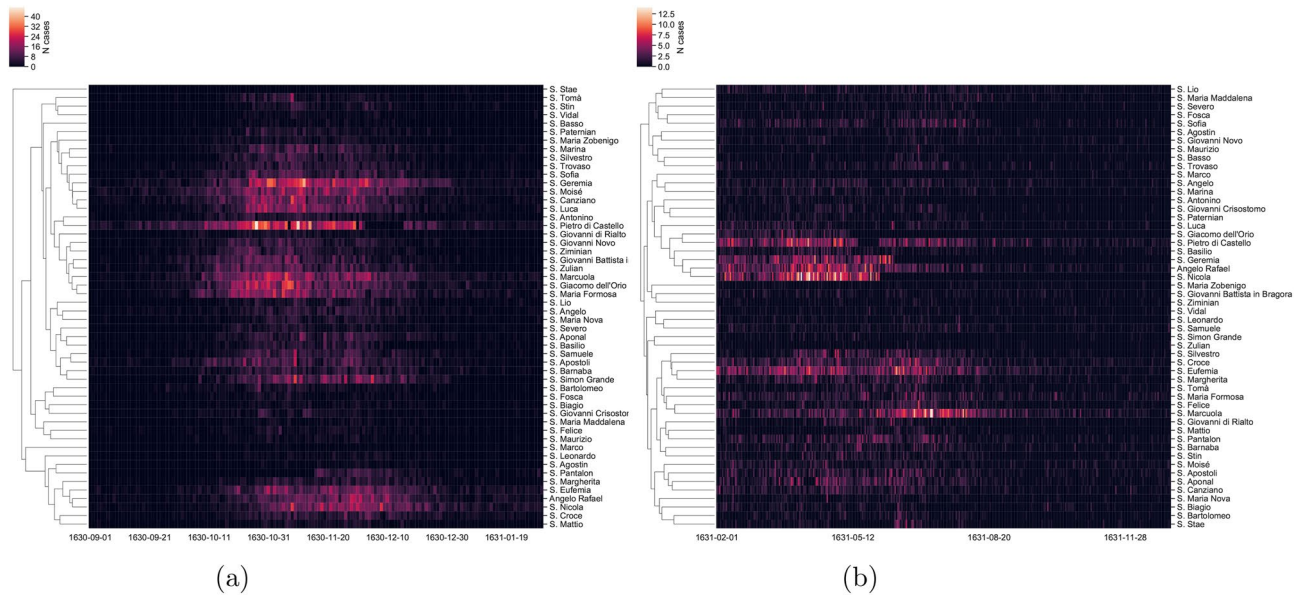 40
32
24
16
8
0
N cases
S. Stae
S. Tomà
S. Stin
S. Vidal
S. Basso
S. Paternian
S. Maria Zobenigo
S. Marina
S. Silvestro
S. Trovaso
S. Sofia
S. Geremia
S. Moisé
S. Canziano
S. Luca
S. Antonino
S. Pietro di Castello
S. Giovanni di Rialto
S. Giovanni Novo
S. Ziminian
S. Giovanni Battista i
S. Zulian
S. Marcuola
S. Giacomo dell'Orio
S. Maria Formosa
S. Lio
S. Angelo
S. Maria Nova
S. Severo
S. Aponal
S. Basilio
S. Samuele
S. Apostoli
S. Barnaba
S. Simon Grande
S. Bartolomeo
S. Fosca
S. Biagio
S. Giovanni Crisostor
S. Maria Maddalena
S. Felice
S. Maurizio
S. Marco
S. Leonardo
S. Agostin
S. Pantalon
S. Margherita
S. Eufemia
Angelo Rafael
S. Nicola
S. Croce
S. Mattio
1630-09-01 1630-09-21 1630-10-11 1630-10-31 1630-11-20 1630-12-10 1630-12-30 1631-01-19
(a)
12.5
10.0
7.5
5.0
2.5
0.0
N cases
S. Lio
S. Maria Maddalena
S. Severo
S. Fosca
S. Sofia
S. Agostin
S. Giovanni Novo
S. Maurizio
S. Basso
S. Trovaso
S. Marco
S. Angelo
S. Marina
S. Antonino
S. Giovanni Crisostomo
S. Paternian
S. Luca
S. Giacomo dell'Orio
S. Pietro di Castello
S. Basilio
S. Geremia
Angelo Rafael
S. Nicola
S. Maria Zobenigo
S. Giovanni Battista in Bragora
S. Ziminian
S. Vidal
S. Leonardo
S. Samuele
S. Simon Grande
S. Zulian
S. Silvestro
S. Croce
S. Eufemia
S. Margherita
S. Tomà
S. Maria Formosa
S. Felice
S. Marcuola
S. Giovanni di Rialto
S. Mattio
S. Pantalon
S. Barnaba
S. Stin
S. Moisé
S. Apostoli
S. Aponal
S. Canziano
S. Maria Nova
S. Biagio
S. Bartolomeo
S. Stae
1631-02-01 1631-05-12 1631-08-20 1631-11-28
(b)